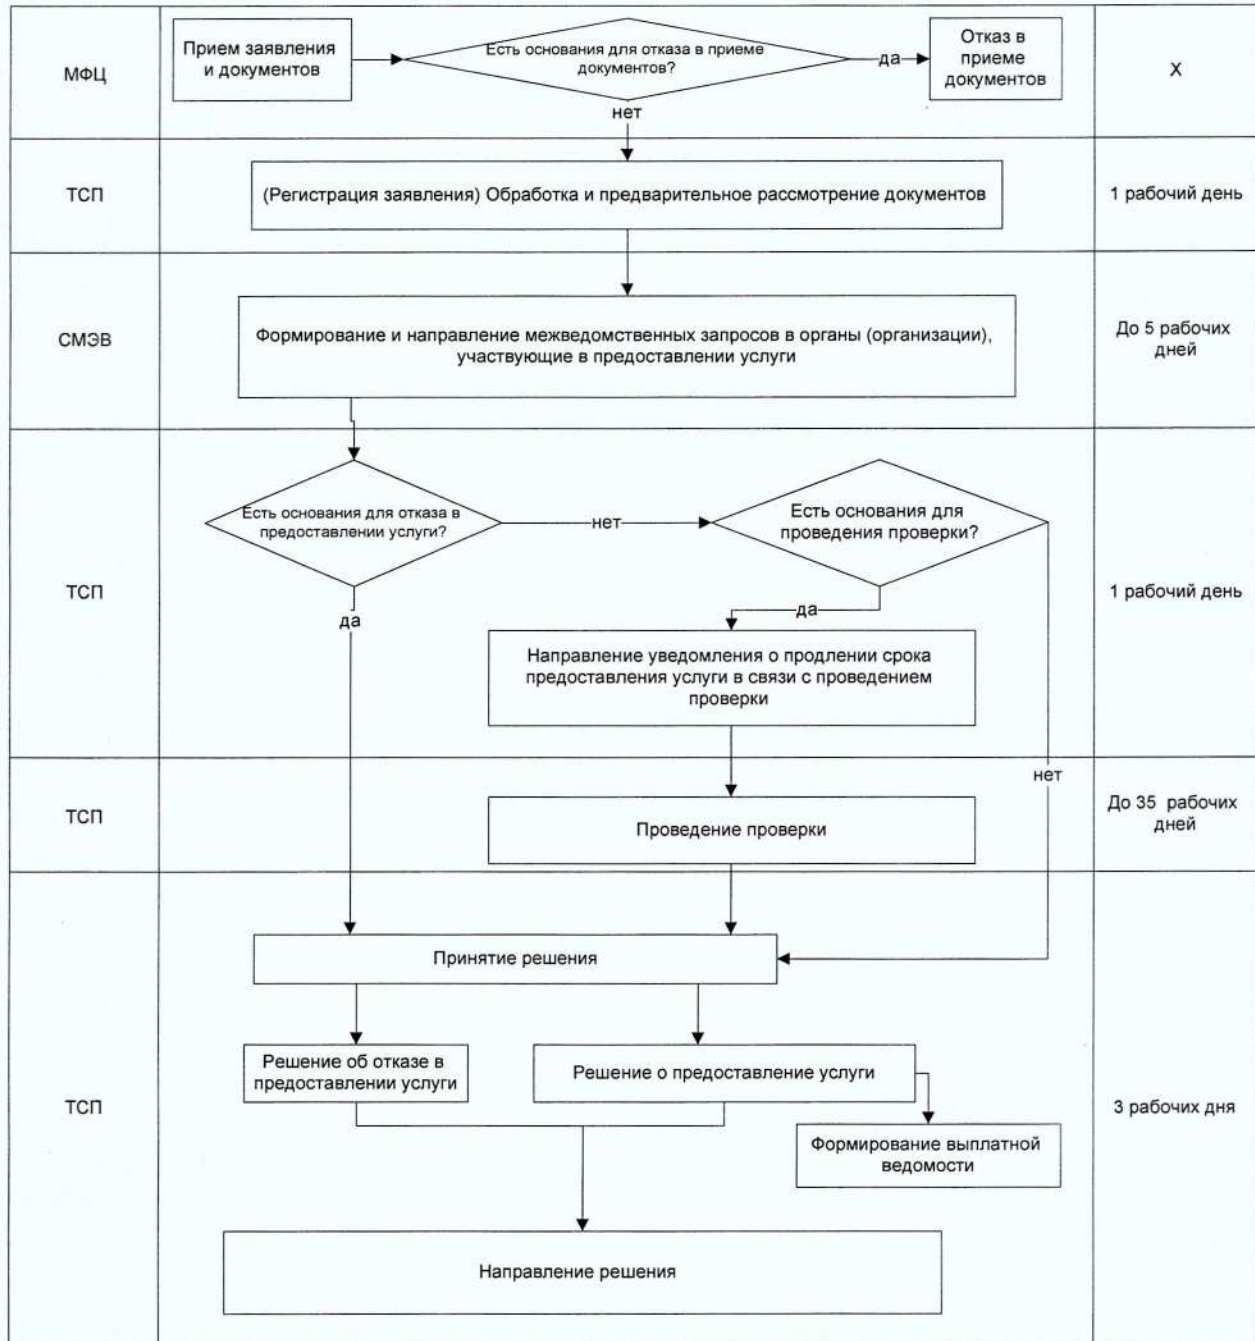 МФЦ
Прием заявления
и документов
Есть основания для отказа в приеме
документов?
да
Отказ в
приеме
документов
X
нет
ТСП
(Регистрация заявления) Обработка и предварительное рассмотрение документов
1 рабочий день
СМЭВ
Формирование и направление межведомственных запросов в органы (организации),
участвующие в предоставлении услуги
До 5 рабочих
дней
ТСП
Есть основания для отказа в
предоставлении услуги?
нет
Есть основания для
проведения проверки?
1 рабочий день
да
да
Направление уведомления о продлении срока
предоставления услуги в связи с проведением
проверки
нет
ТСП
Проведение проверки
До 35 рабочих
дней
Принятие решения
ТСП
Решение об отказе в
предоставлении услуги
Решение о предоставление услуги
3 рабочих дня
Формирование выплатной
ведомости
Направление решения